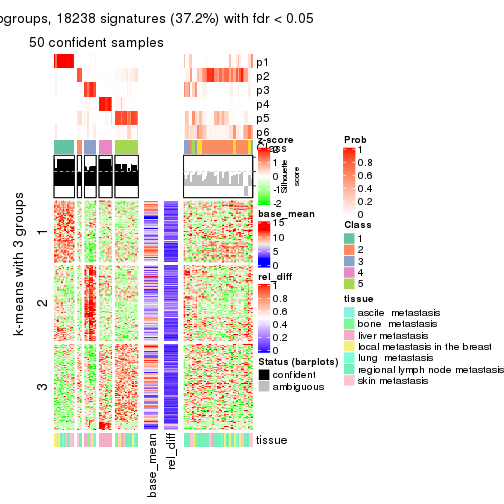 ogroups, 18238 signatures (37.2%) with fdr < 0.05
50 confident samples
p1
p2
p3
p4
p5
p6
Class
z-score
2
1
0
-1
-2
Silhouette
score
base_mean
15
10
5
0
rel_diff
1
0.8
0.6
0.4
0.2
0
Status (barplots)
confident
ambiguous
Prob
1
0.8
0.6
0.4
0.2
0
Class
1
2
3
4
5
tissue
ascite metastasis
bone metastasis
liver metastasis
local metastasis in the breast
lung metastasis
regional lymph node metastasis
skin metastasis
k-means with 3 groups
1
2
3
tissue
base_mean
rel_diff